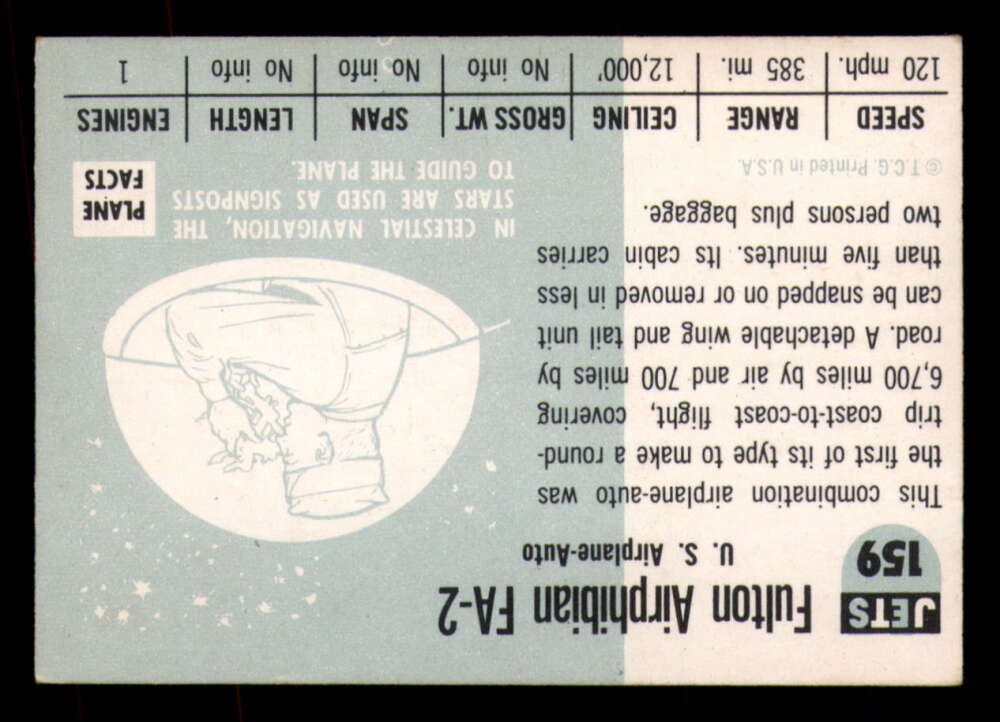 JETS
159
Fulton Airphibian FA-2
U. S. Airplane-Auto
This combination airplane-auto was
the first of its type to make a round-
trip coast-to-coast flight, covering
6,700 miles by air and 700 miles by
road. A detachable wing and tail unit
can be snapped on or removed in less
than five minutes. Its cabin carries
two persons plus baggage.
© T.C.G. Printed in U.S.A.
IN CELESTIAL NAVIGATION, THE
STARS ARE USED AS SIGNPOSTS
TO GUIDE THE PLANE.
PLANE
FACTS
SPEED RANGE CEILING GROSS WT. SPAN LENGTH ENGINES
120 mph. 385 mi. 12,000' No info No info No info 1